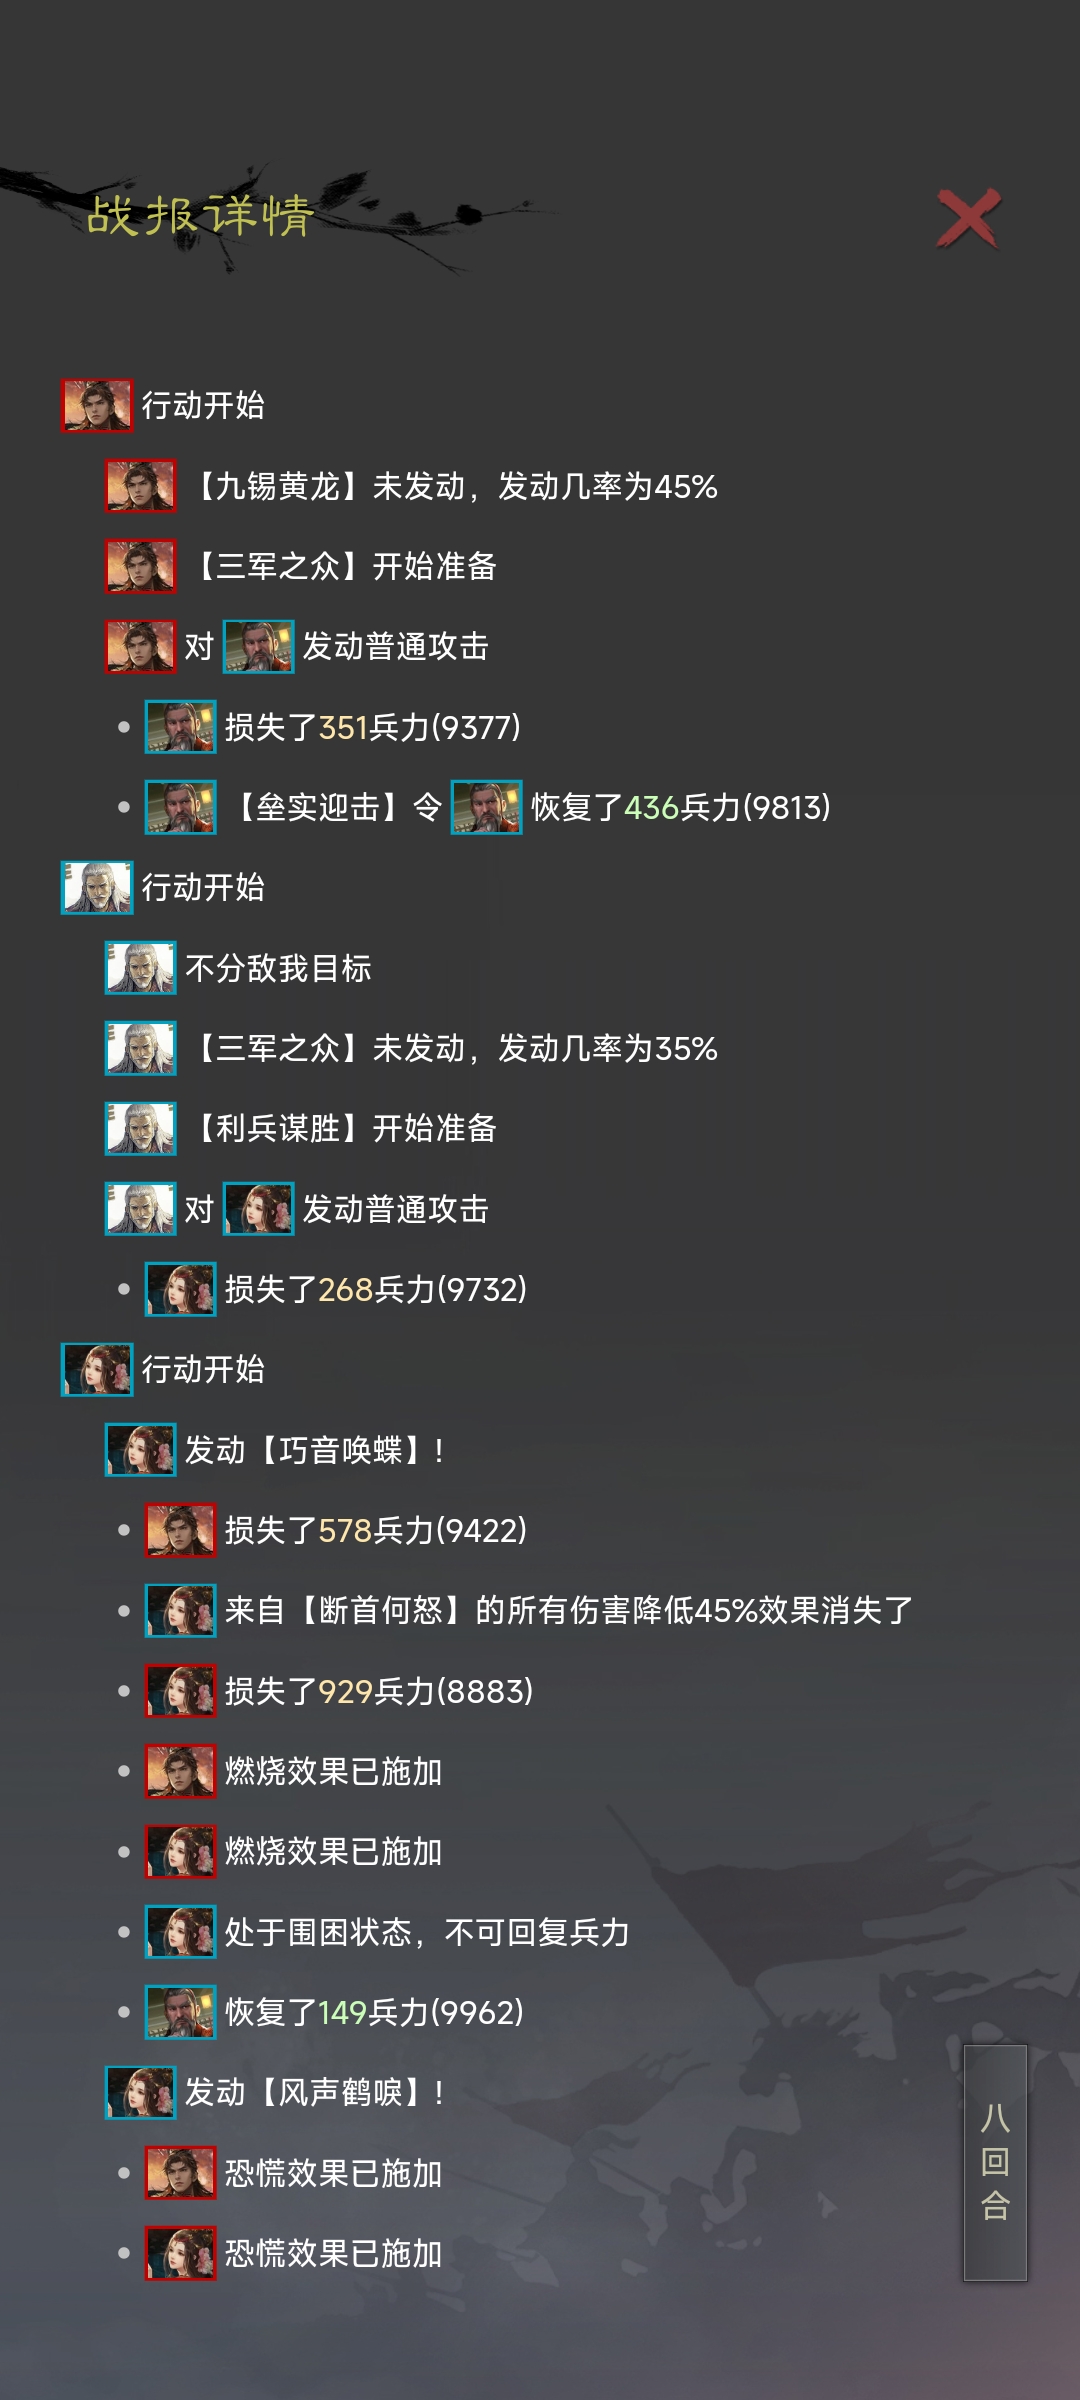 战报详情
行动开始
【九锡黄龙】未发动，发动几率为45%
【三军之众】开始准备
对 发动普通攻击
损失了351兵力(9377)
【垒实迎击】令 恢复了436兵力(9813)
行动开始
不分敌我目标
【三军之众】未发动，发动几率为35%
【利兵谋胜】开始准备
对 发动普通攻击
损失了268兵力(9732)
行动开始
发动【巧音唤蝶】！
损失了578兵力(9422)
来自【断首何怒】的所有伤害降低45%效果消失了
损失了929兵力(8883)
燃烧效果已施加
燃烧效果已施加
处于围困状态，不可回复兵力
恢复了149兵力(9962)
发动【风声鹤唳】！
恐慌效果已施加
恐慌效果已施加
八回合